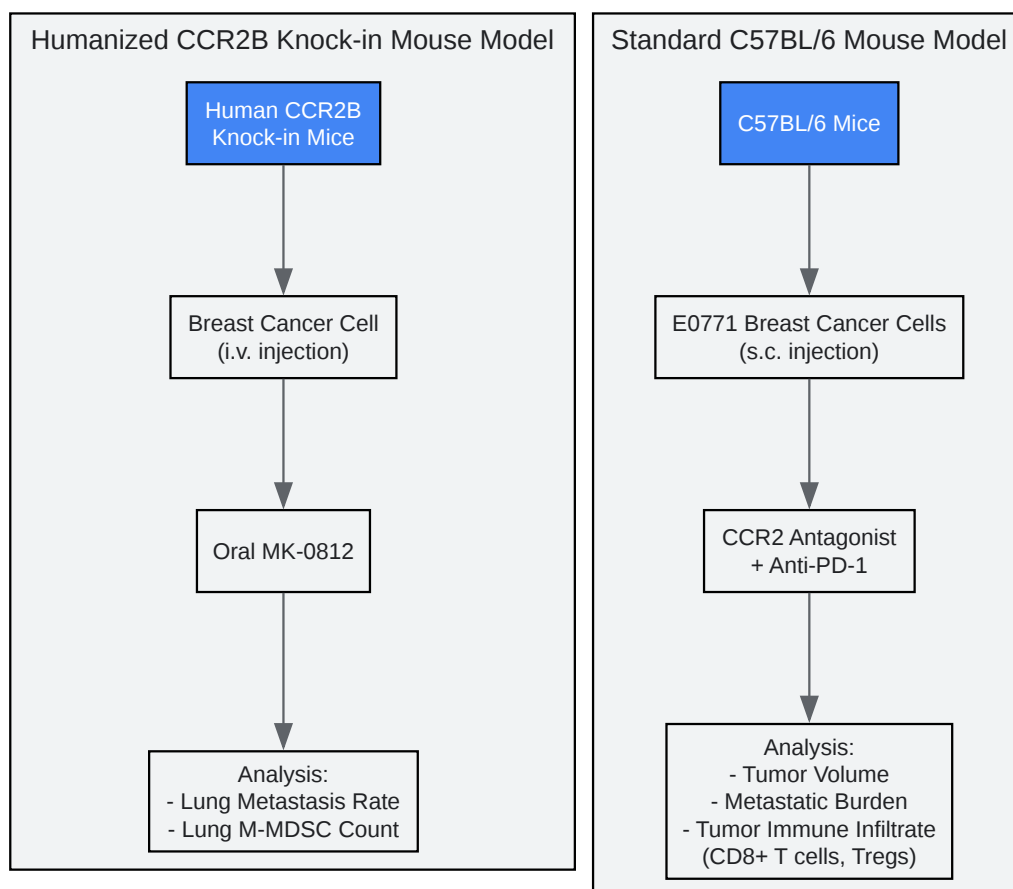 Humanized CCR2B Knock-in Mouse Model
Human CCR2B
Knock-in Mice
Breast Cancer Cell
(i.v. injection)
Oral MK-0812
Analysis:
- Lung Metastasis Rate
- Lung M-MDSC Count
Standard C57BL/6 Mouse Model
C57BL/6 Mice
E0771 Breast Cancer Cells
(s.c. injection)
CCR2 Antagonist
+ Anti-PD-1
Analysis:
- Tumor Volume
- Metastatic Burden
- Tumor Immune Infiltrate
(CD8+ T cells, Tregs)